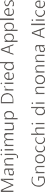 Manjimup Dried Apples
Gnocchi di nonna Alice